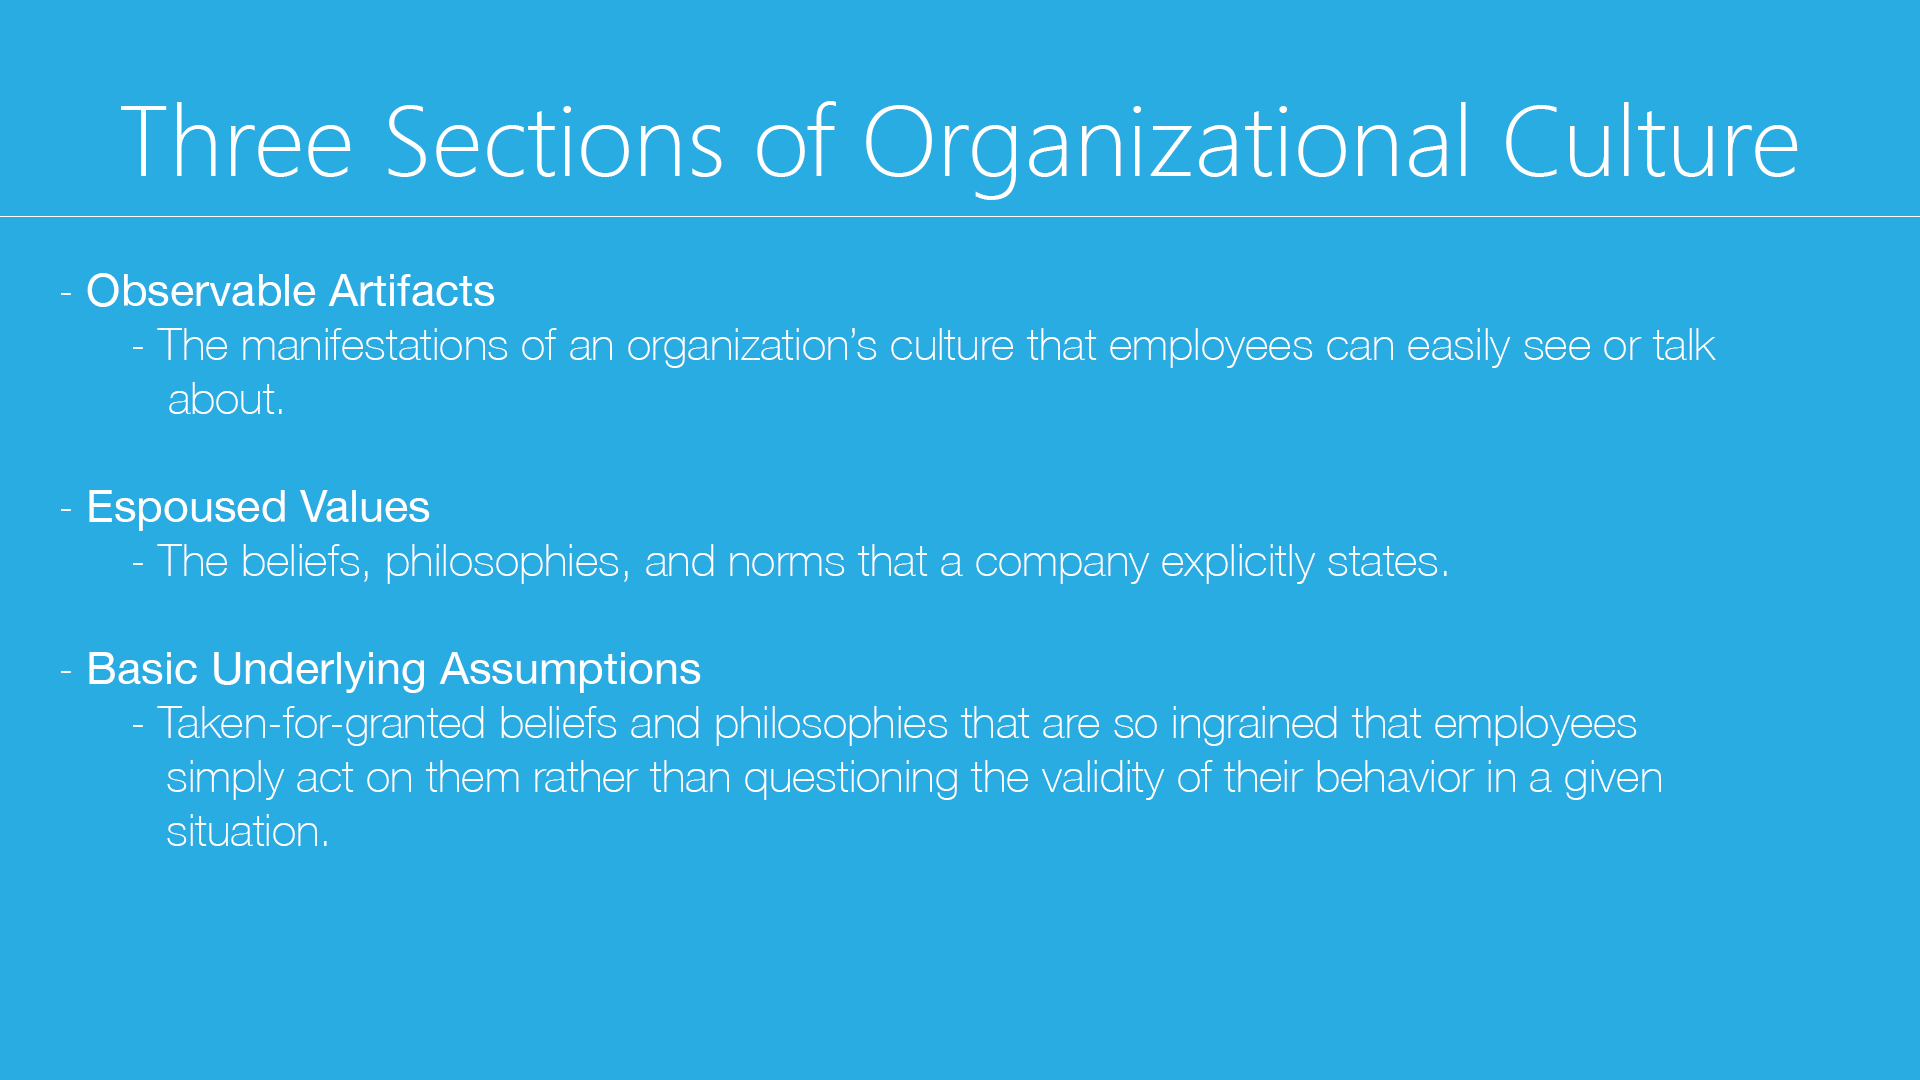 Three Sections of Organizational Culture
- Observable Artifacts
- The manifestations of an organization’s culture that employees can easily see or talk
about.
- Espoused Values
- The beliefs, philosophies, and norms that a company explicitly states.
- Basic Underlying Assumptions
- Taken-for-granted beliefs and philosophies that are so ingrained that employees
simply act on them rather than questioning the validity of their behavior in a given
situation.